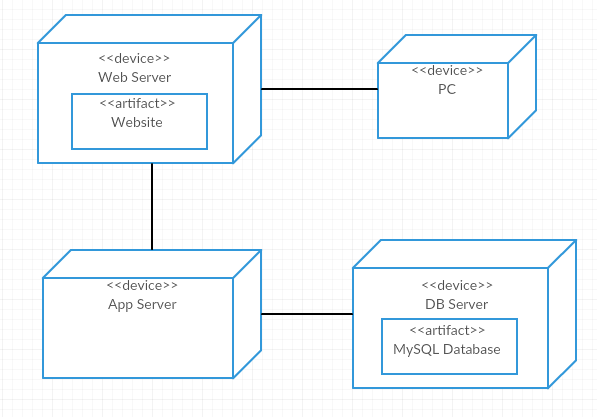 <<device>>
Web Server
<<artifact>>
Website
<<device>>
PC
<<device>>
App Server
<<device>>
DB Server
<<artifact>>
MySQL Database